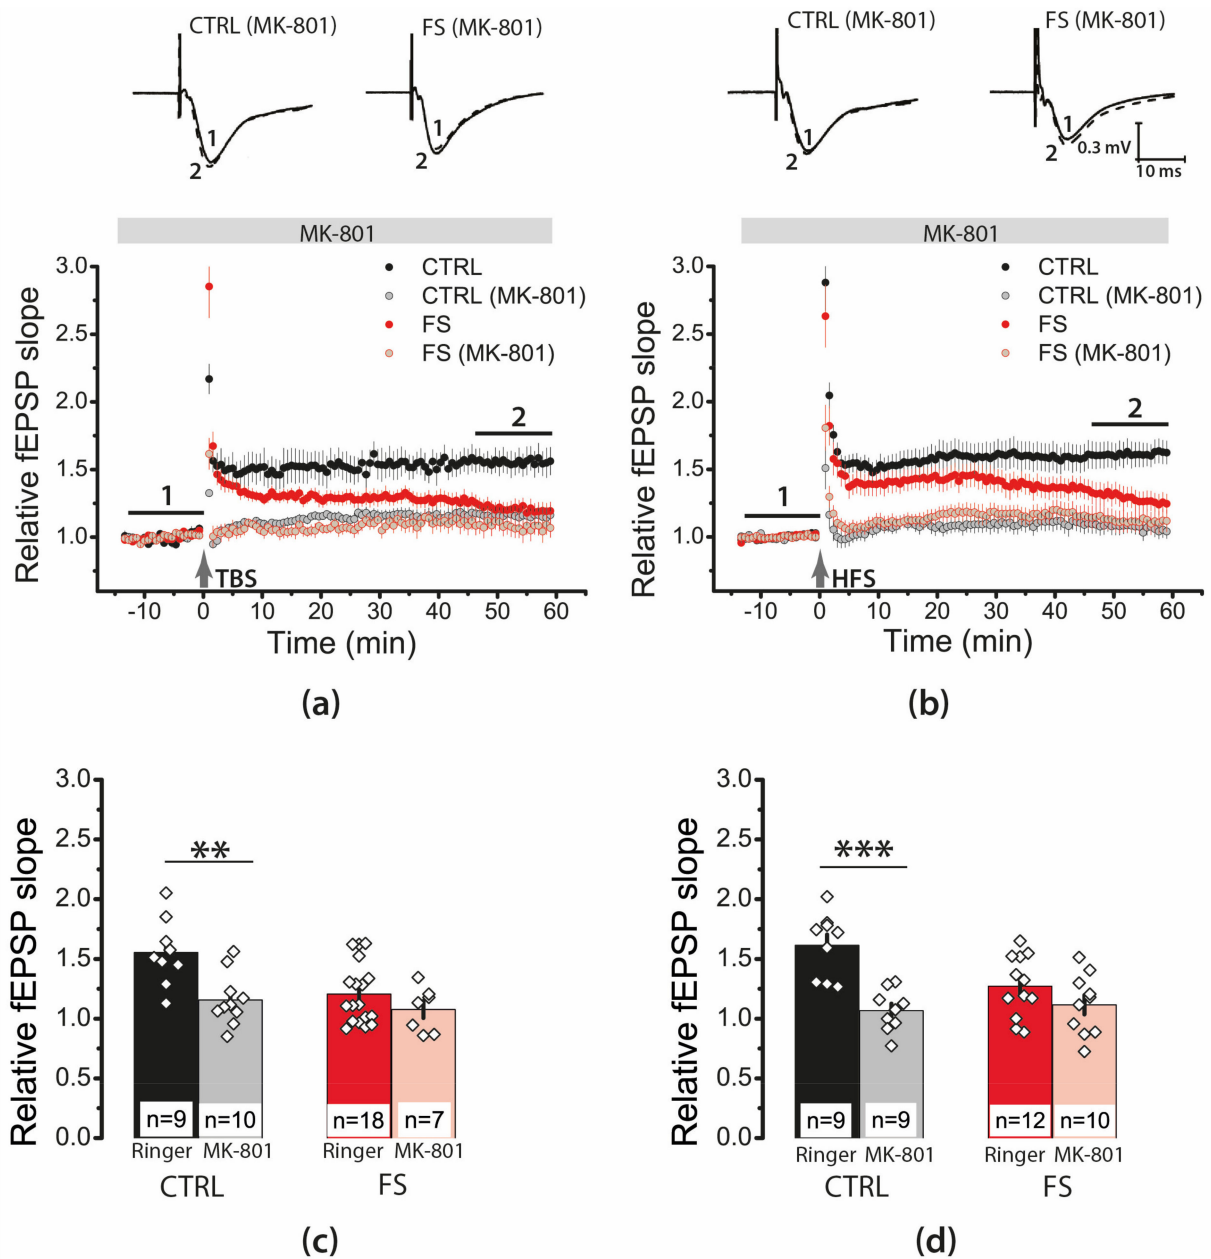 CTRL (MK-801)
FS (MK-801)
1
2
1
2
CTRL (MK-801)
FS (MK-801)
1
2
1
2
0.3 mV
10 ms
MK-801
3.0
2.5
2.0
1.5
1.0
Relative fEPSP slope
CTRL
CTRL (MK-801)
FS
FS (MK-801)
1
2
TBS
-10 0 10 20 30 40 50 60
Time (min)
(a)
MK-801
3.0
2.5
2.0
1.5
1.0
Relative fEPSP slope
CTRL
CTRL (MK-801)
FS
FS (MK-801)
1
2
HFS
-10 0 10 20 30 40 50 60
Time (min)
(b)
3.0
2.5
2.0
1.5
1.0
0.5
0.0
Relative fEPSP slope
**
n=9 n=10 n=18 n=7
Ringer MK-801 Ringer MK-801
CTRL FS
(c)
3.0
2.5
2.0
1.5
1.0
0.5
0.0
Relative fEPSP slope
***
n=9 n=9 n=12 n=10
Ringer MK-801 Ringer MK-801
CTRL FS
(d)